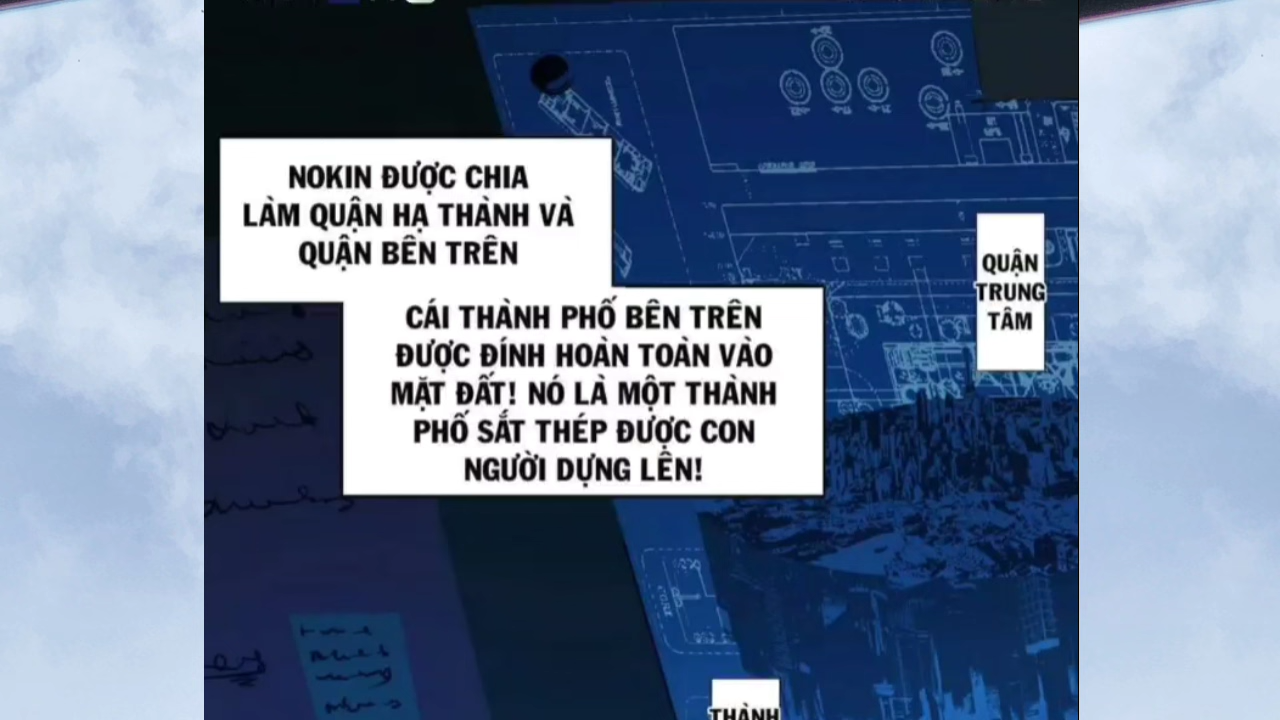 NOKIN ĐƯỢC CHIA
LÀM QUẬN HẠ THÀNH VÀ
QUẬN BÊN TRÊN
CÁI THÀNH PHỐ BÊN TRÊN
ĐƯỢC ĐÍNH HOÀN TOÀN VÀO
MẶT ĐẤT! NÓ LÀ MỘT THÀNH
PHỐ SẮT THÉP ĐƯỢC CON
NGƯỜI DỰNG LÊN!
QUẬN
TRUNG
TÂM
THÀNH